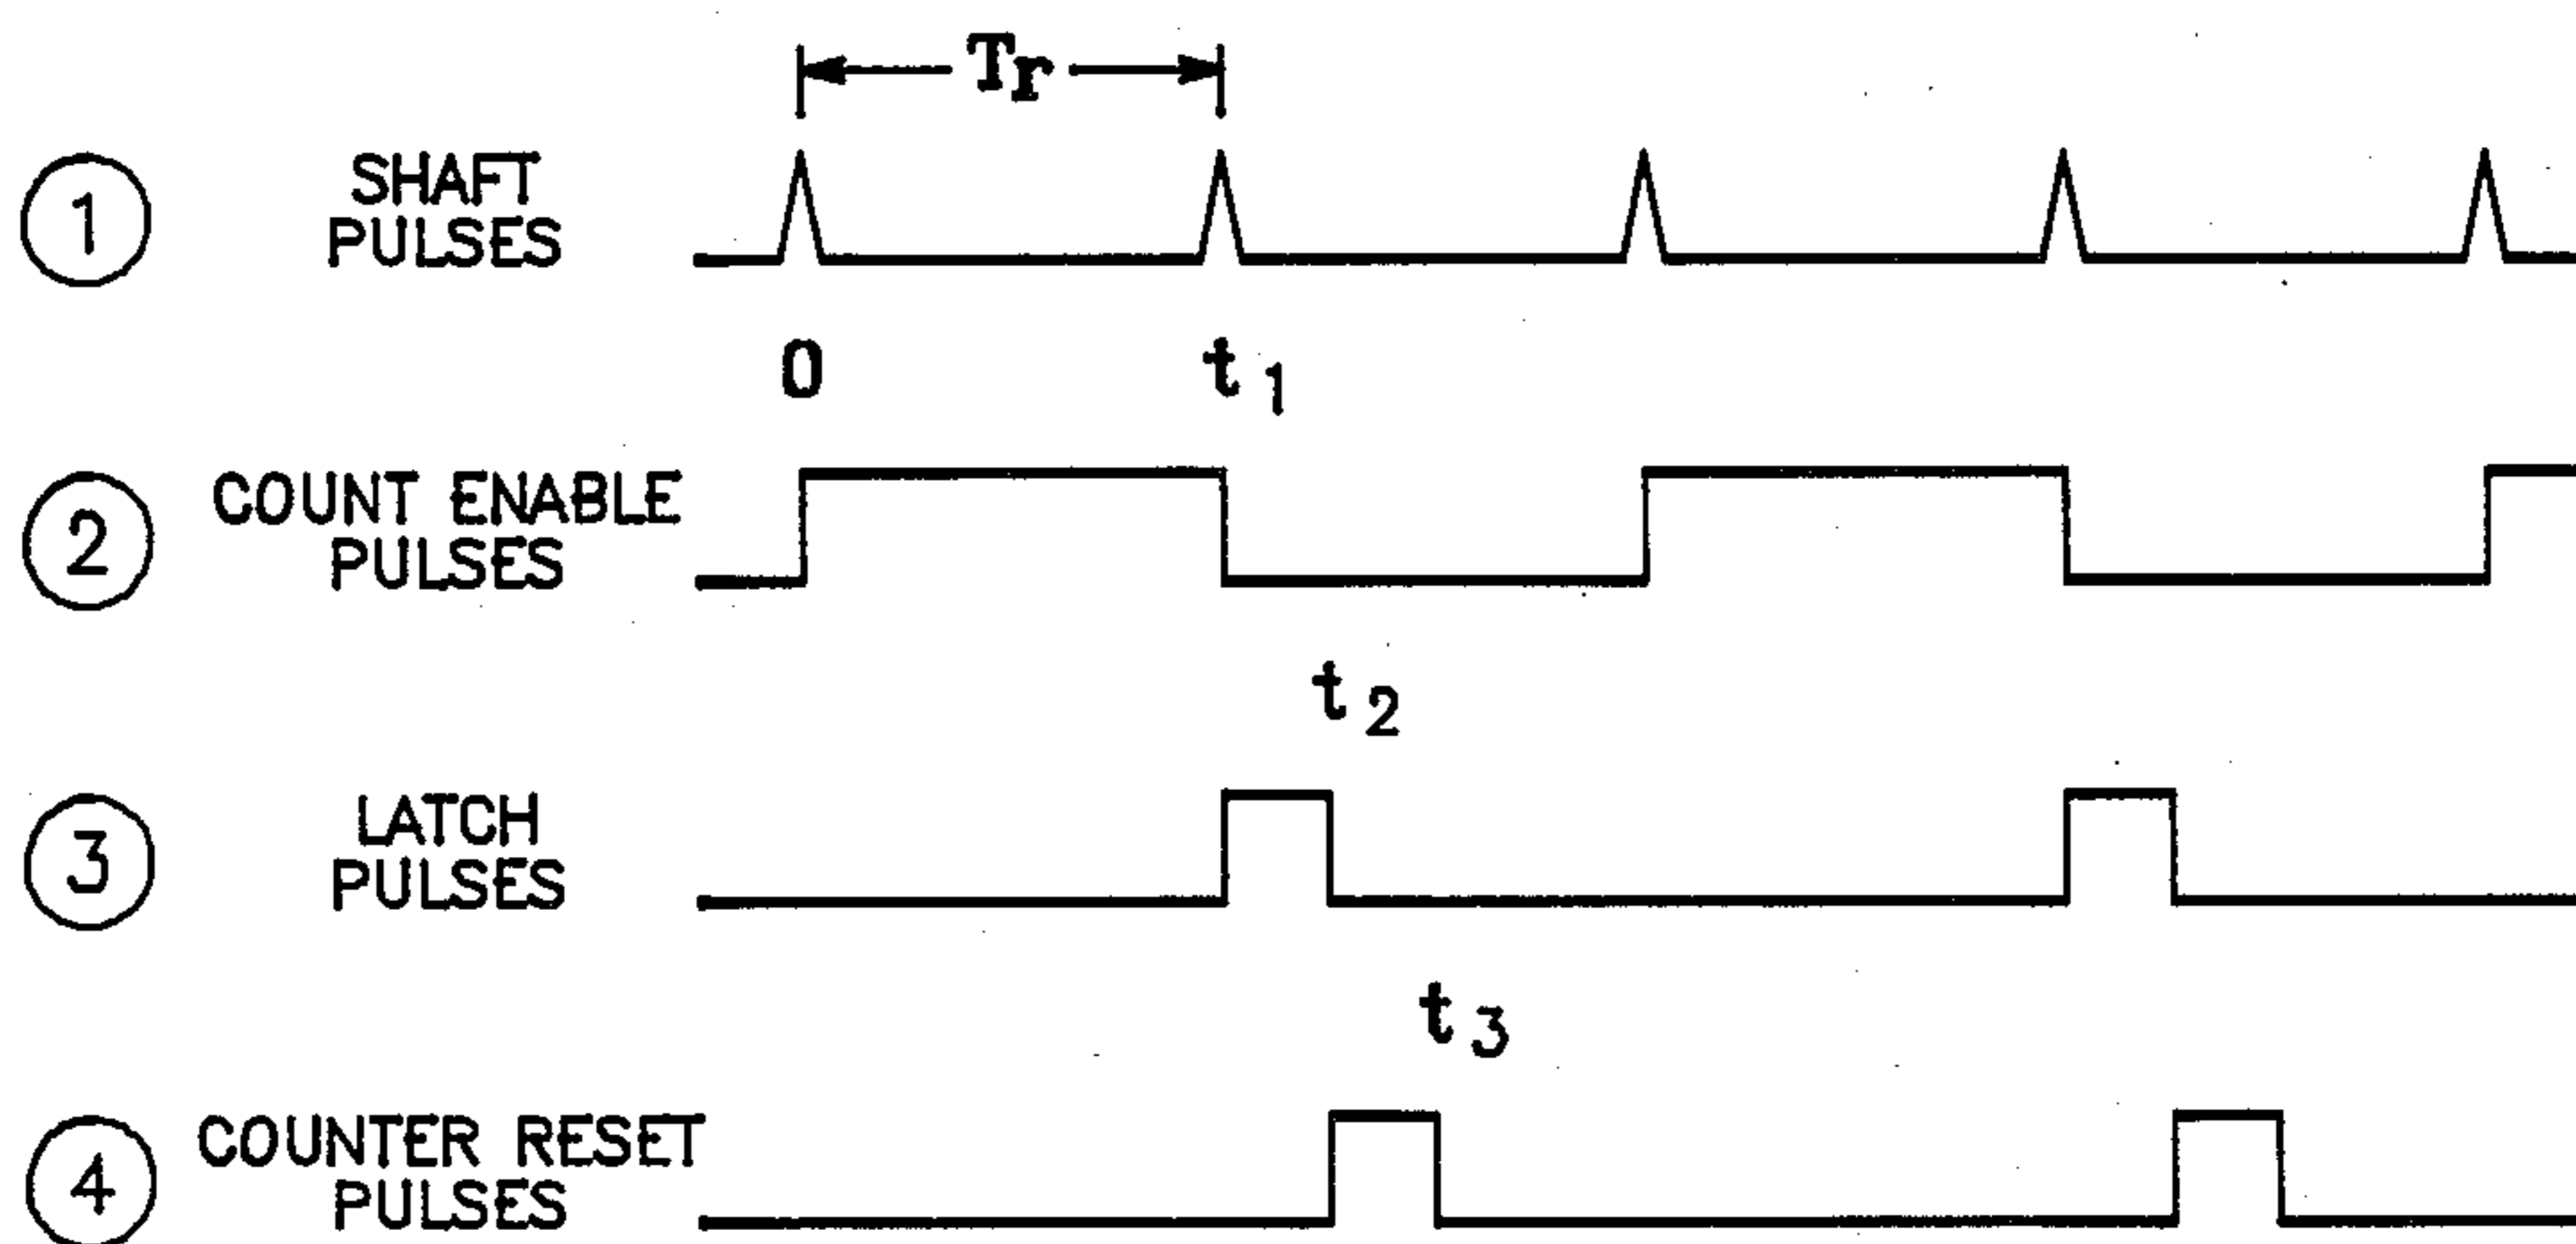 Tr
1
SHAFT
PULSES
0
t1
2
COUNT ENABLE
PULSES
t2
3
LATCH
PULSES
t3
4
COUNTER RESET
PULSES